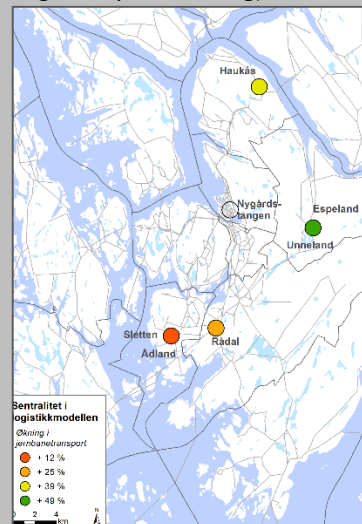 Haukås
Nygårds-
tangen
Espeland
Unneland
Sletten
Ådland
Rådal
Sentralitet i
logistikkmodellen
Økning i
jernbanetransport
+ 12 %
+ 25 %
+ 39 %
+ 49 %
0 2 4
km